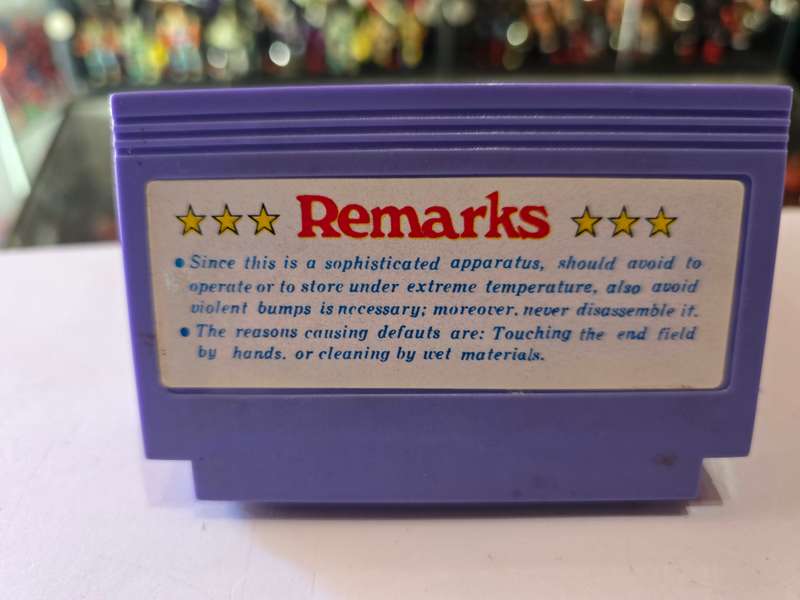 Remarks
• Since this is a sophisticated apparatus, should avoid to
operate or to store under extreme temperature, also avoid
violent bumps is necessary; moreover. never disassemble it.
• The reasons causing defauts are: Touching the end field
by hands. or cleaning by wet materials.